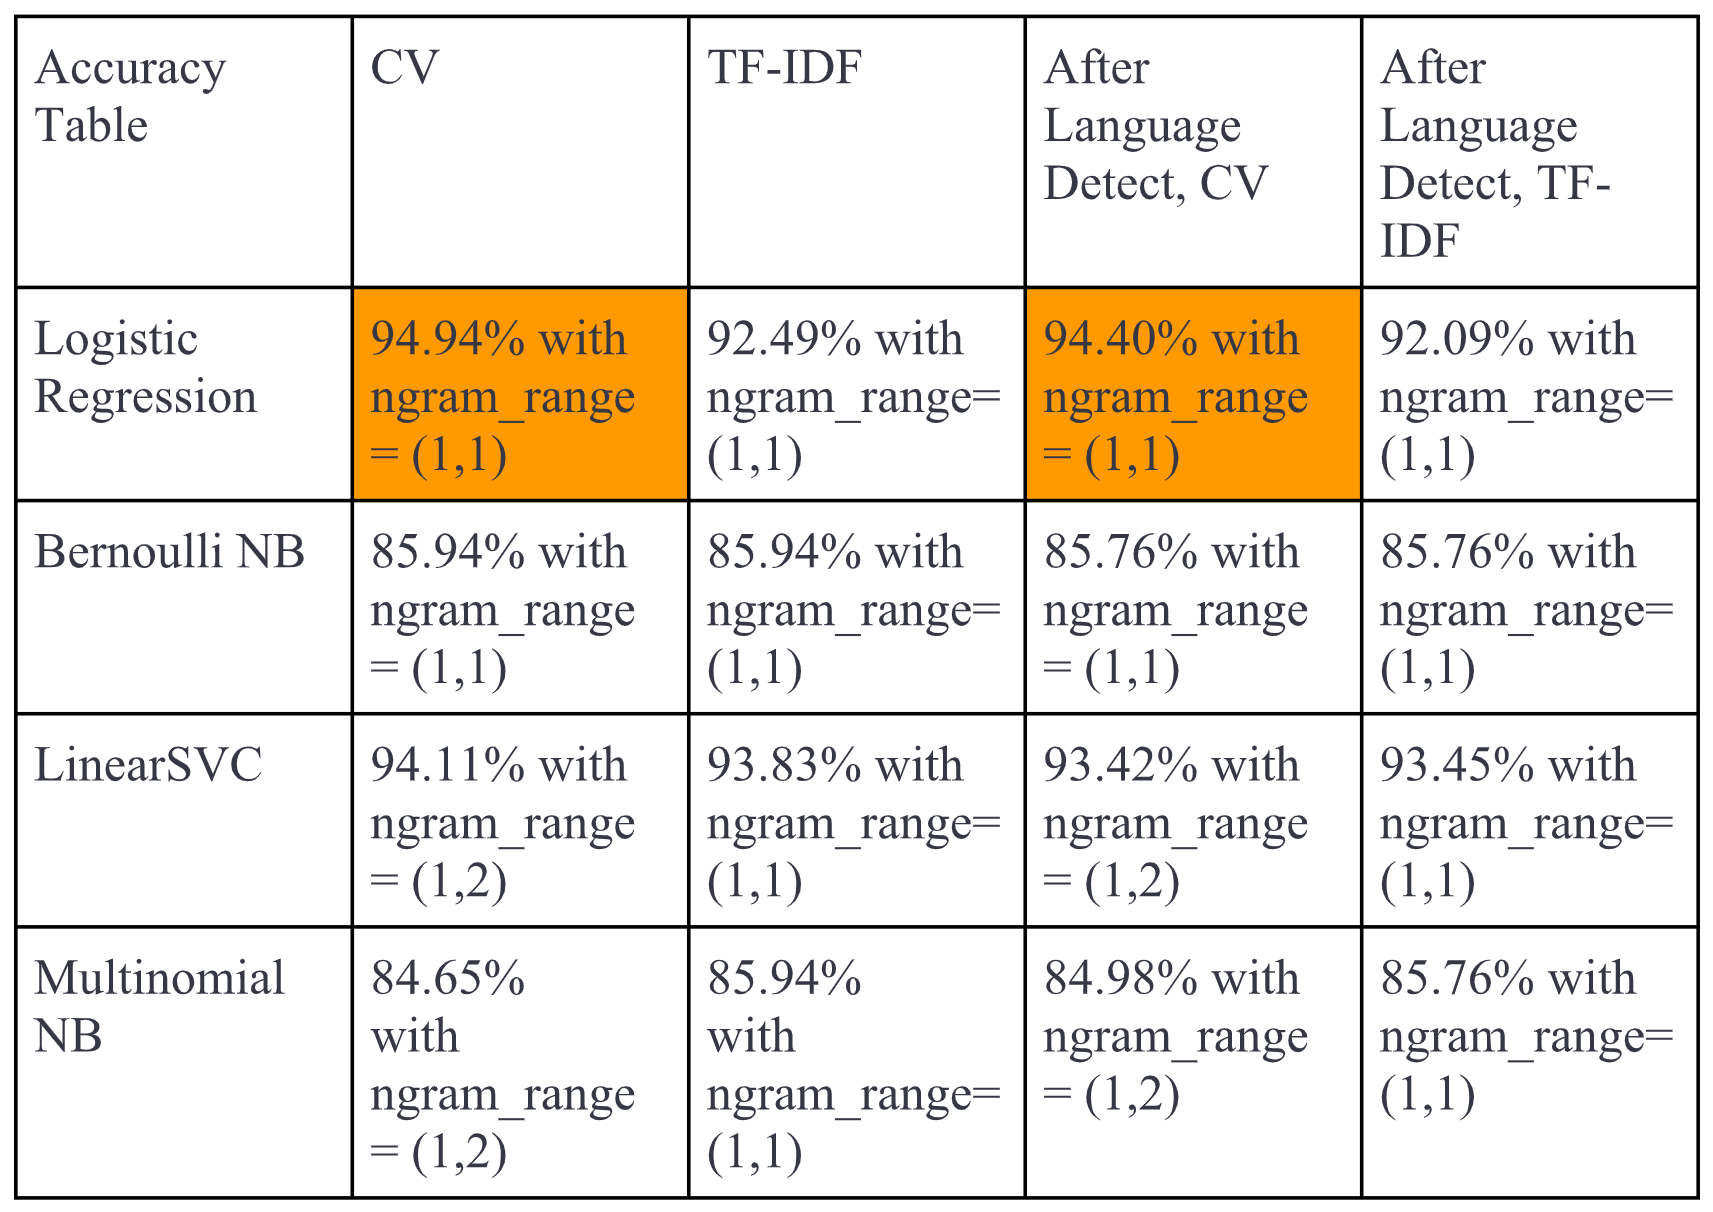 Accuracy
Table
CV
TF-IDF
After
Language
Detect, CV
After
Language
Detect, TF-
IDF
Logistic
Regression
94.94% with
ngram_range
= (1,1)
92.49% with
ngram_range=
(1,1)
94.40% with
ngram_range
= (1,1)
92.09% with
ngram_range=
(1,1)
Bernoulli NB
85.94% with
ngram_range
= (1,1)
85.94% with
ngram_range=
(1,1)
85.76% with
ngram_range
= (1,1)
85.76% with
ngram_range=
(1,1)
LinearSVC
94.11% with
ngram_range
= (1,2)
93.83% with
ngram_range=
(1,1)
93.42% with
ngram_range
= (1,2)
93.45% with
ngram_range=
(1,1)
Multinomial
NB
84.65%
with
ngram_range
= (1,2)
85.94%
with
ngram_range=
(1,1)
84.98% with
ngram_range
= (1,2)
85.76% with
ngram_range=
(1,1)